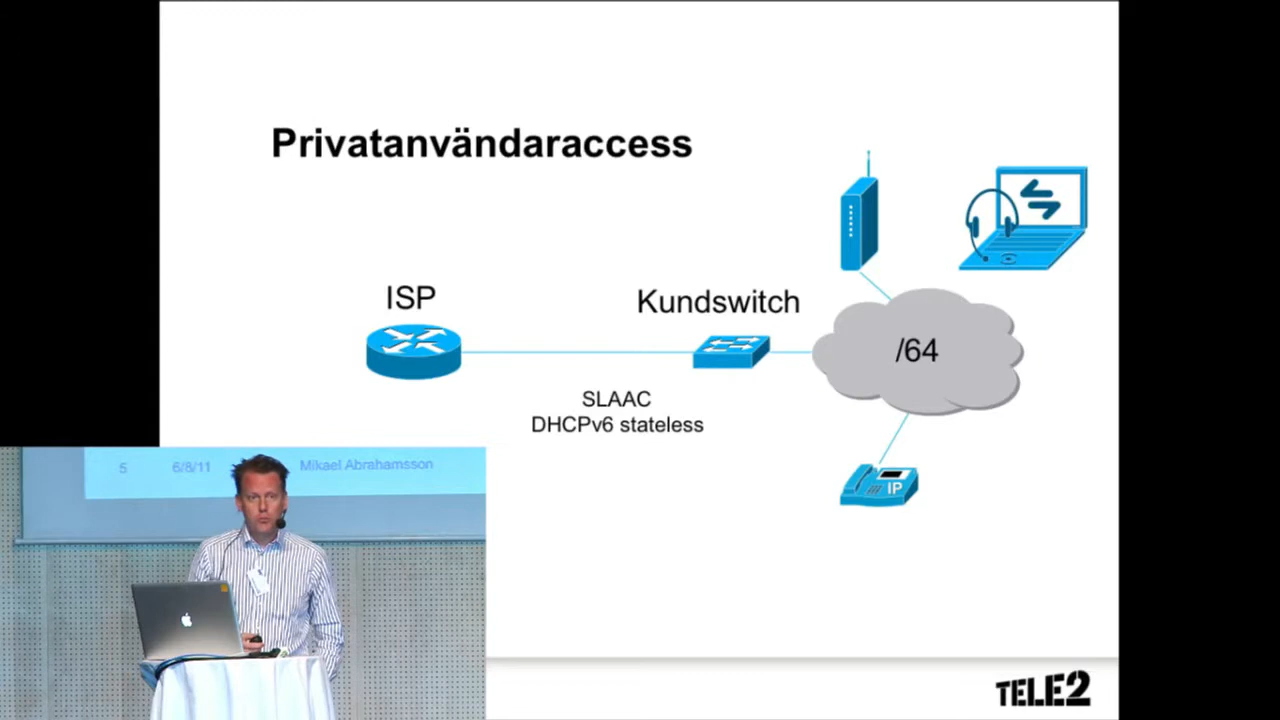 Privatanvändaraccess
ISP
Kundswitch
/64
SLAAC
DHCPv6 stateless
IP
5 6/8/11 Mikael Abrahamsson
TELE2